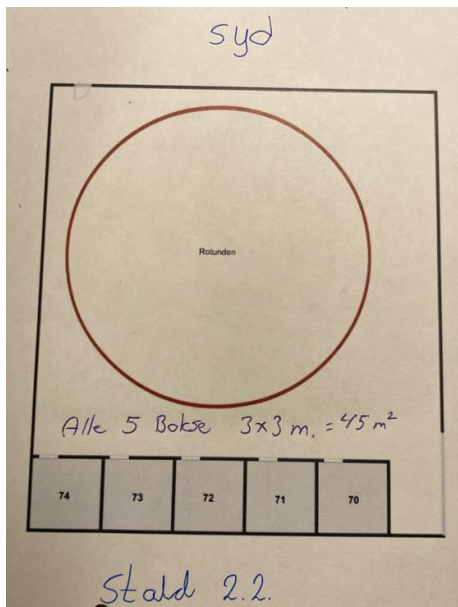 syd
Rotunden
Alle 5 Bokse 3x3 m. = 45 m²
74 73 72 71 70
Stald 2.2.